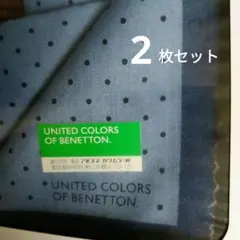 2枚セット
UNITED COLORS
OF BENETTON.
UNITED COLORS
OF BENETTON.